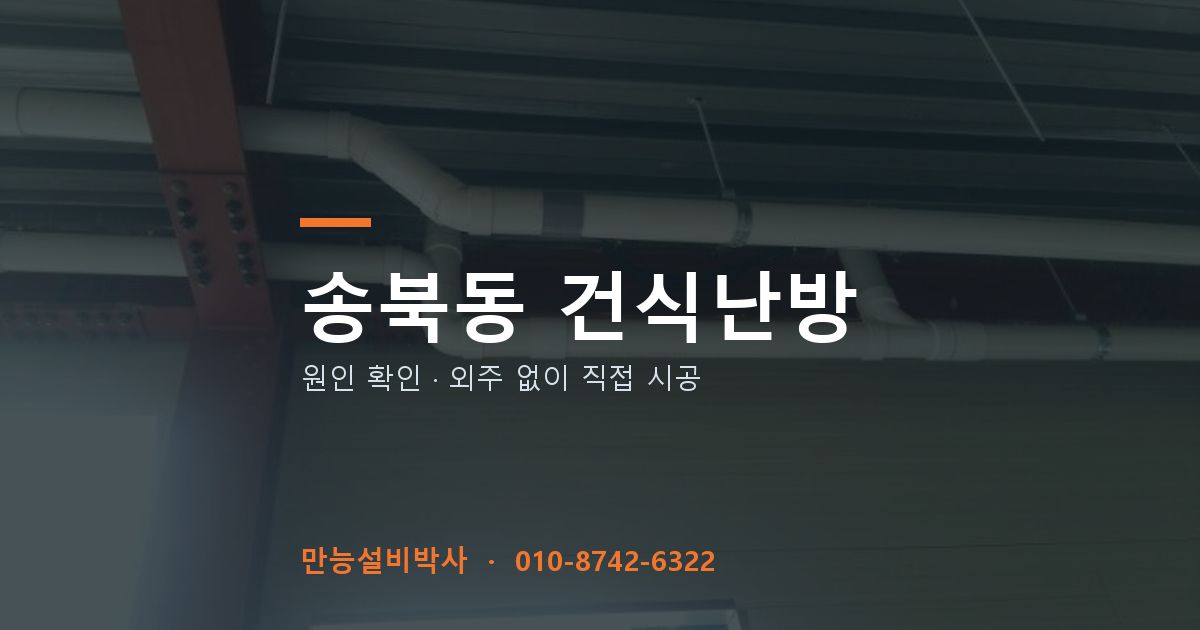 송북동 건식난방
원인 확인 · 외주 없이 직접 시공
만능설비박사 · 010-8742-6322